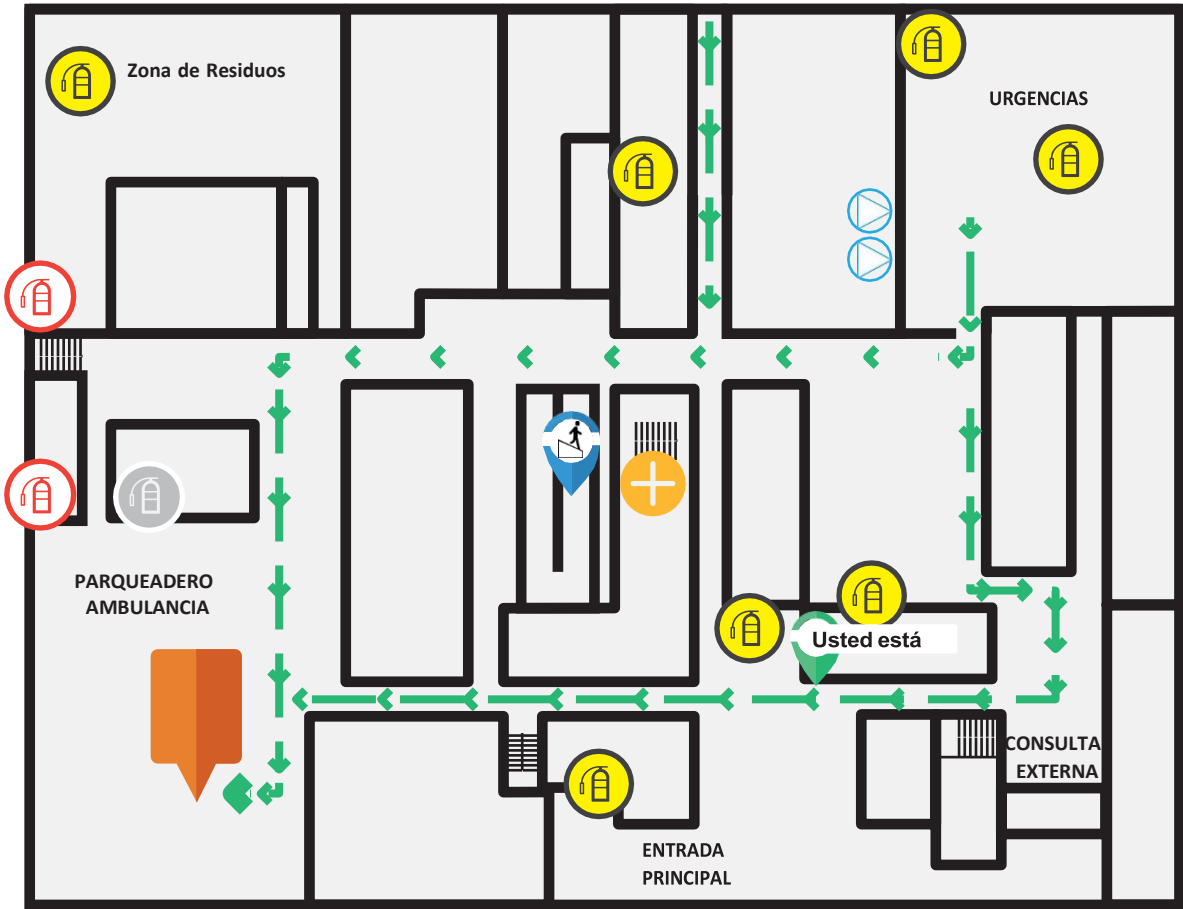 Zona de Residuos
URGENCIAS
PARQUEADERO
AMBULANCIA
Usted está
CONSULTA
EXTERNA
ENTRADA
PRINCIPAL